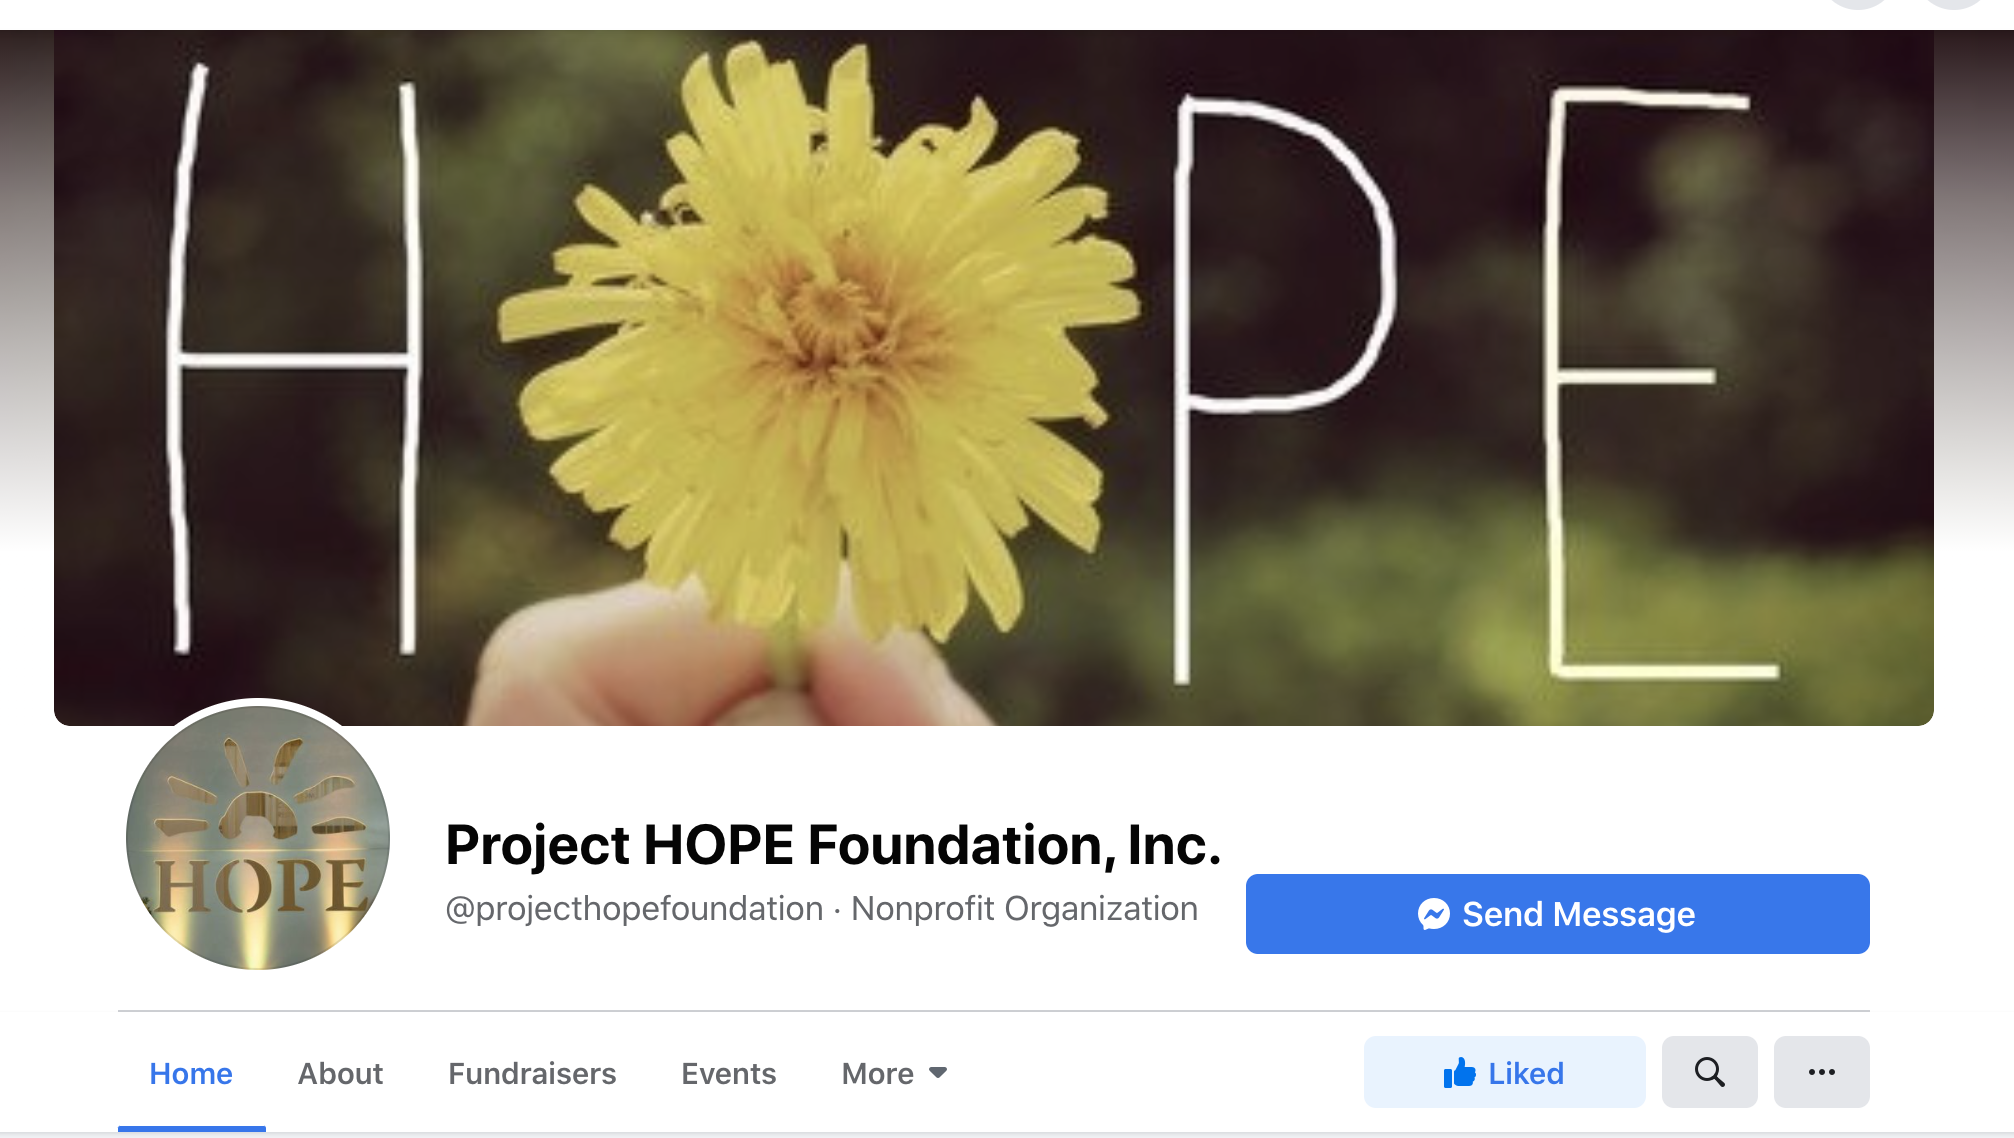 H PE
HOPE
Project HOPE Foundation, Inc.
@projecthopefoundation · Nonprofit Organization
Send Message
Home About Fundraisers Events More
Liked